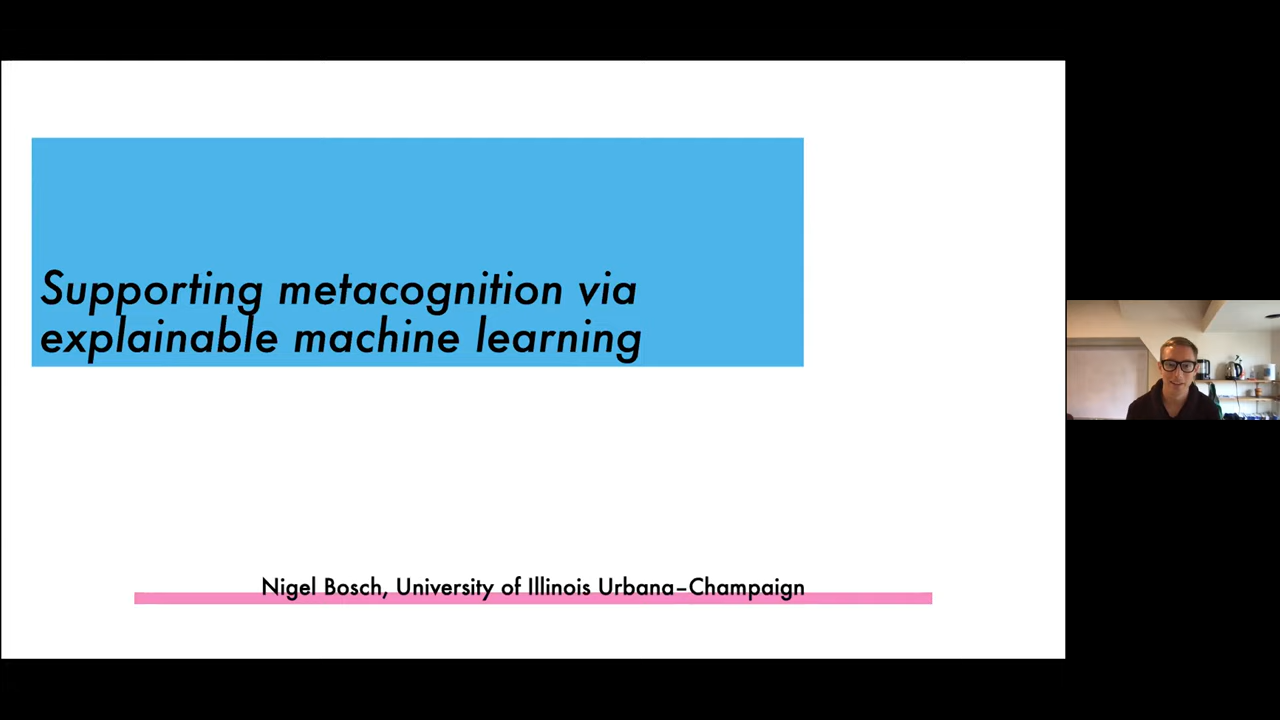 Supporting metacognition via
explainable machine learning
Nigel Bosch, University of Illinois Urbana–Champaign